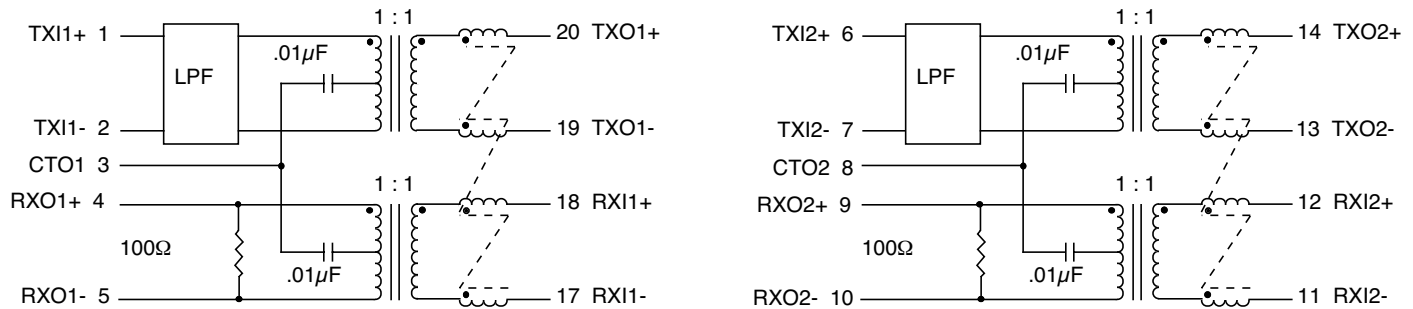 1 : 1
TXI1+ 1
20 TXO1+
.01µF
LPF
TXI1- 2
19 TXO1-
CTO1 3
1 : 1
RXO1+ 4
18 RXI1+
100Ω
.01µF
RXO1- 5
17 RXI1-
1 : 1
TXI2+ 6
14 TXO2+
.01µF
LPF
TXI2- 7
13 TXO2-
CTO2 8
1 : 1
RXO2+ 9
12 RXI2+
100Ω
.01µF
RXO2- 10
11 RXI2-